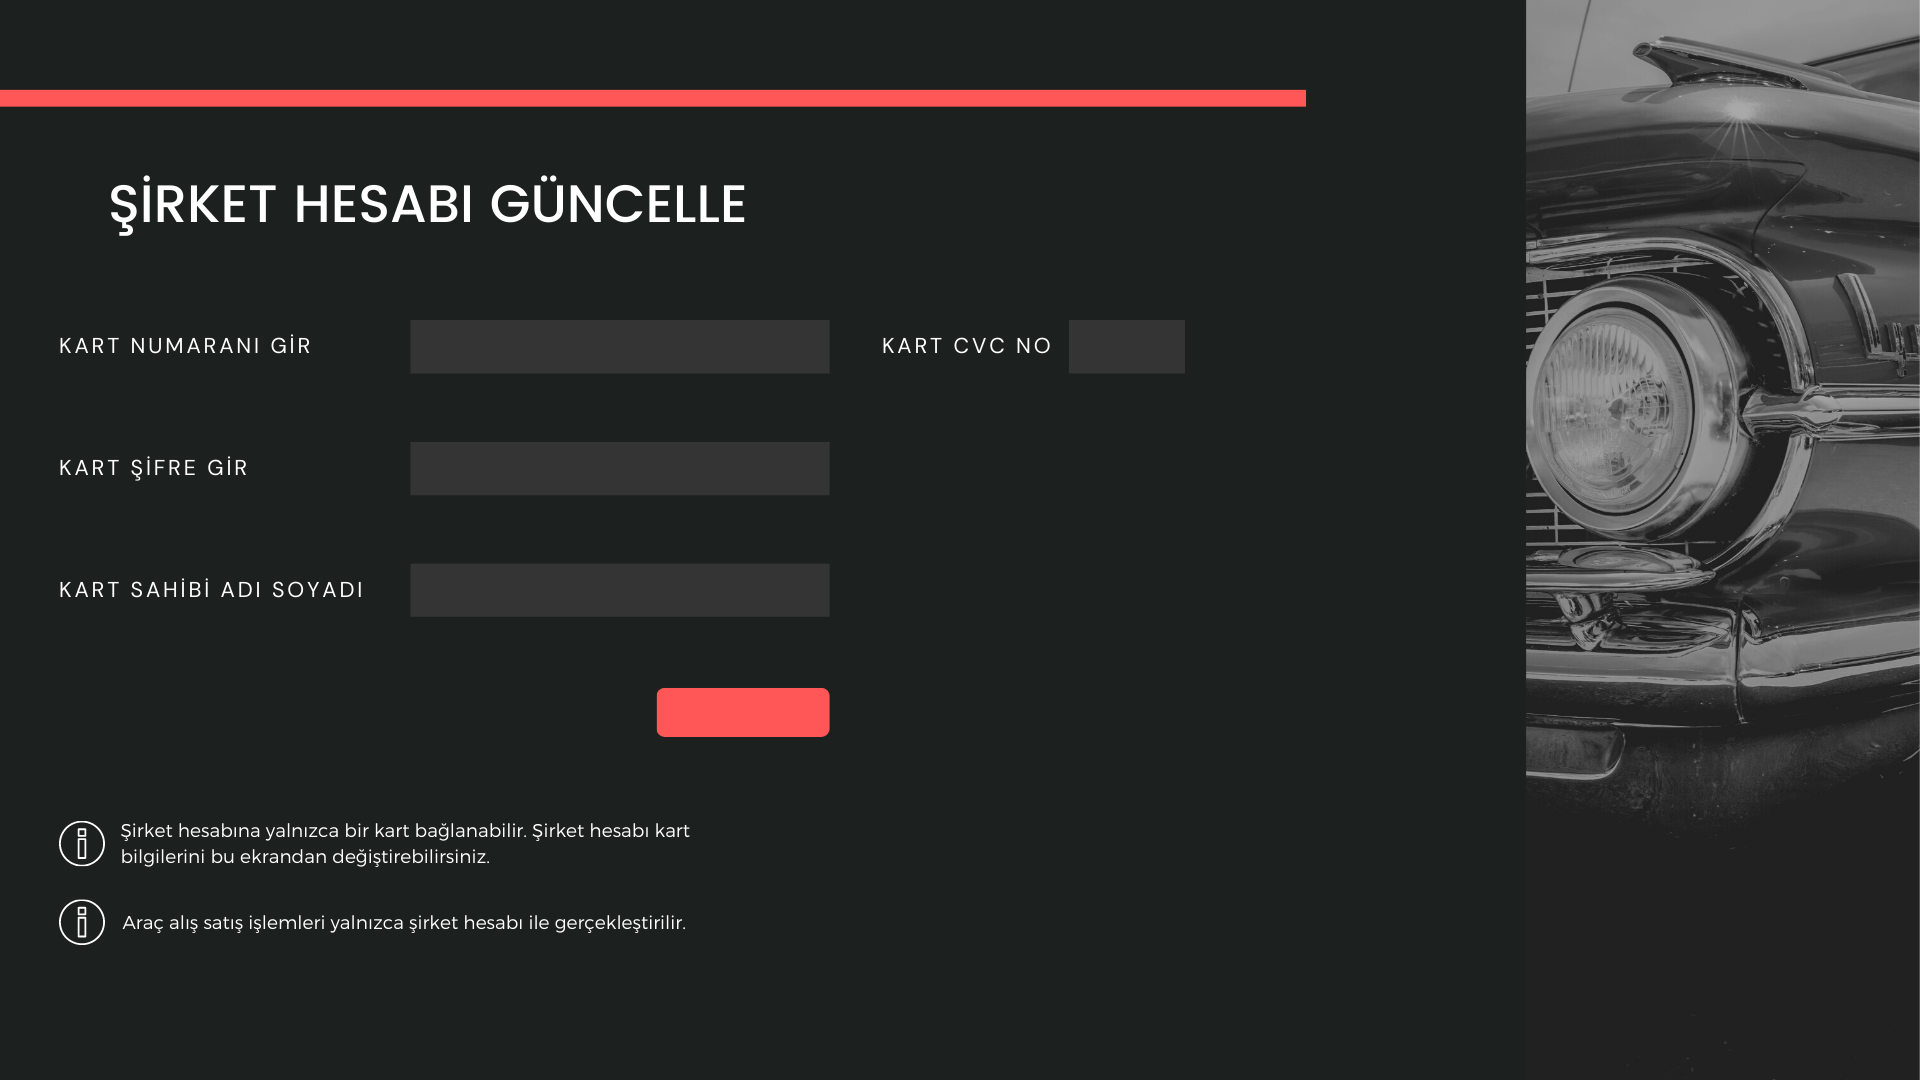 ŞİRKET HESABI GÜNCELLE
KART NUMARANI GİR
KART CVC NO
KART ŞİFRE GİR
KART SAHİBİ ADI SOYADI
Şirket hesabına yalnızca bir kart bağlanabilir. Şirket hesabı kart
bilgilerini bu ekrandan değiştirebilirsiniz.
Araç alış satış işlemleri yalnızca şirket hesabı ile gerçekleştirilir.